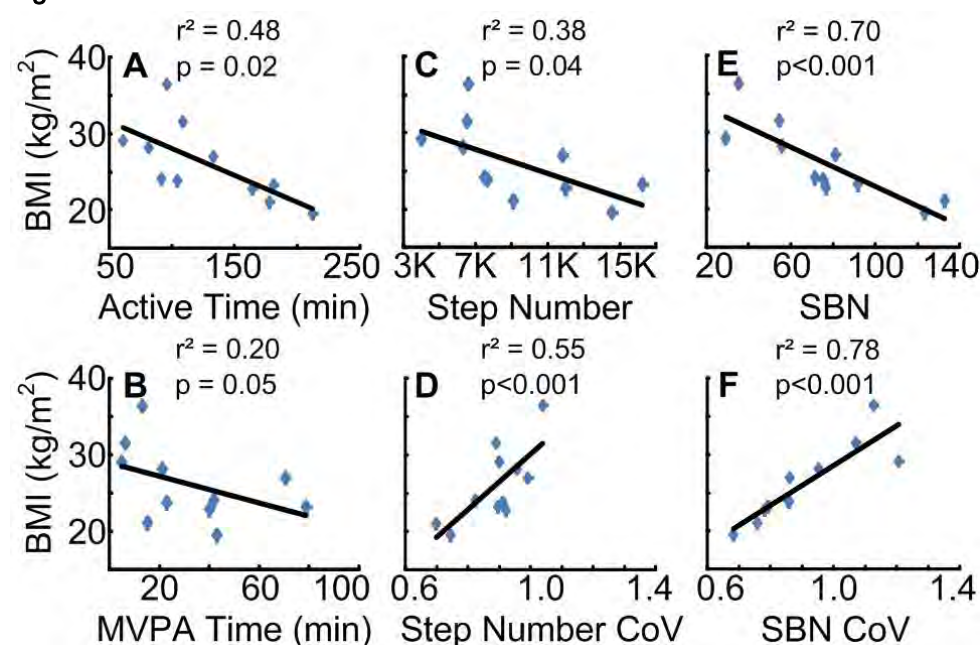 A
r² = 0.48
p = 0.02
40
30
20
BMI (kg/m²)
50
150
250
Active Time (min)
C
r² = 0.38
p = 0.04
3K
7K
11K
15K
Step Number
E
r² = 0.70
p<0.001
20
60
100
140
SBN
B
r² = 0.20
p = 0.05
40
30
20
BMI (kg/m²)
20
60
100
MVPA Time (min)
D
r² = 0.55
p<0.001
0.6
1.0
1.4
Step Number CoV
F
r² = 0.78
p<0.001
0.6
1.0
1.4
SBN CoV